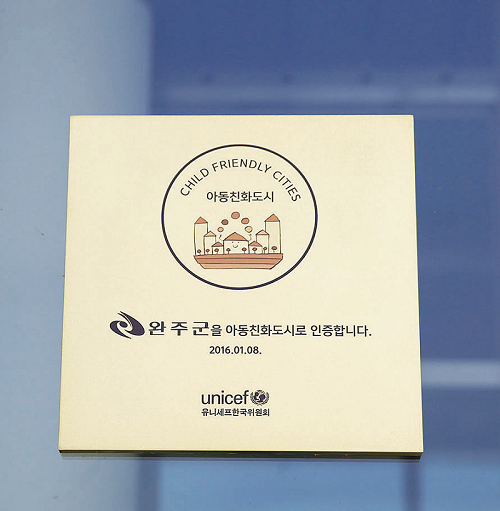 CHILD FRIENDLY CITIES
아동친화도시
완주군을 아동친화도시로 인증합니다.
2016.01.08.
unicef
유니세프한국위원회